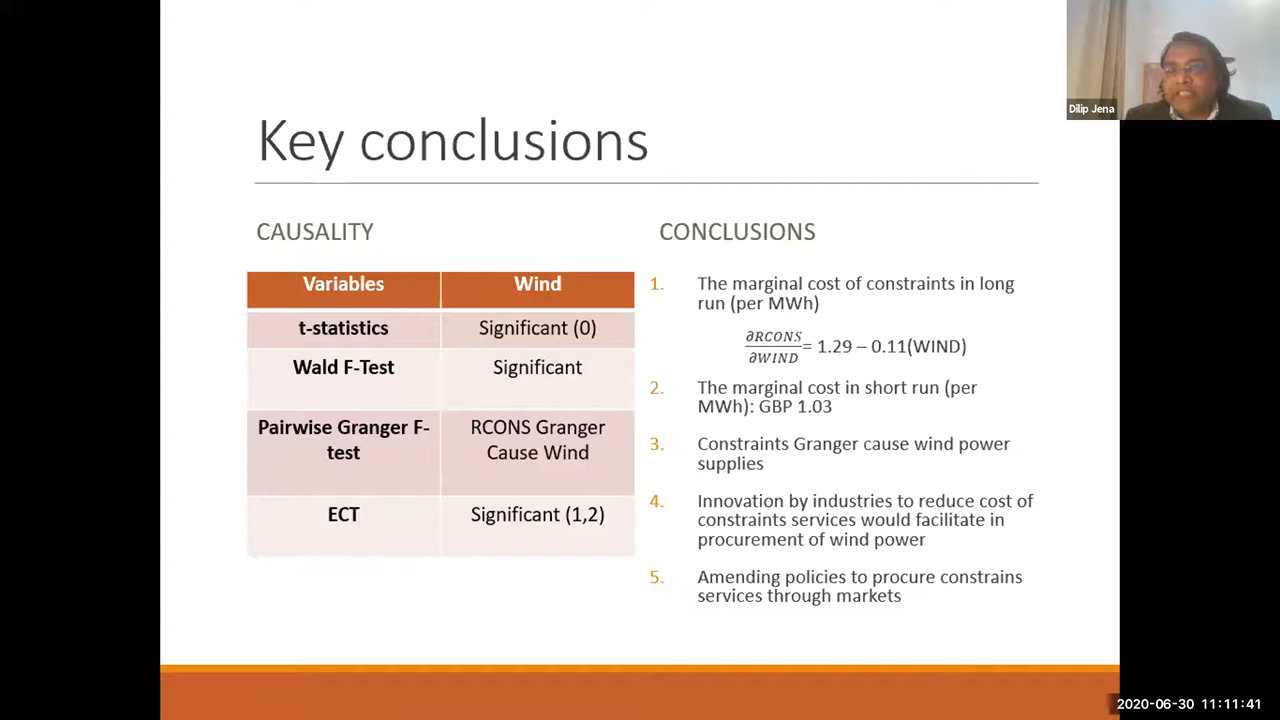 Dilip Jena
Key conclusions
CAUSALITY
Variables Wind
t-statistics Significant (0)
Wald F-Test Significant
Pairwise Granger F-
test
RCONS Granger
Cause Wind
ECT Significant (1,2)
CONCLUSIONS
1. The marginal cost of constraints in long
run (per MWh)
∂RCONS
∂WIND
= 1.29 – 0.11(WIND)
2. The marginal cost in short run (per
MWh): GBP 1.03
3. Constraints Granger cause wind power
supplies
4. Innovation by industries to reduce cost of
constraints services would facilitate in
procurement of wind power
5. Amending policies to procure constrains
services through markets
2020-06-30 11:11:41